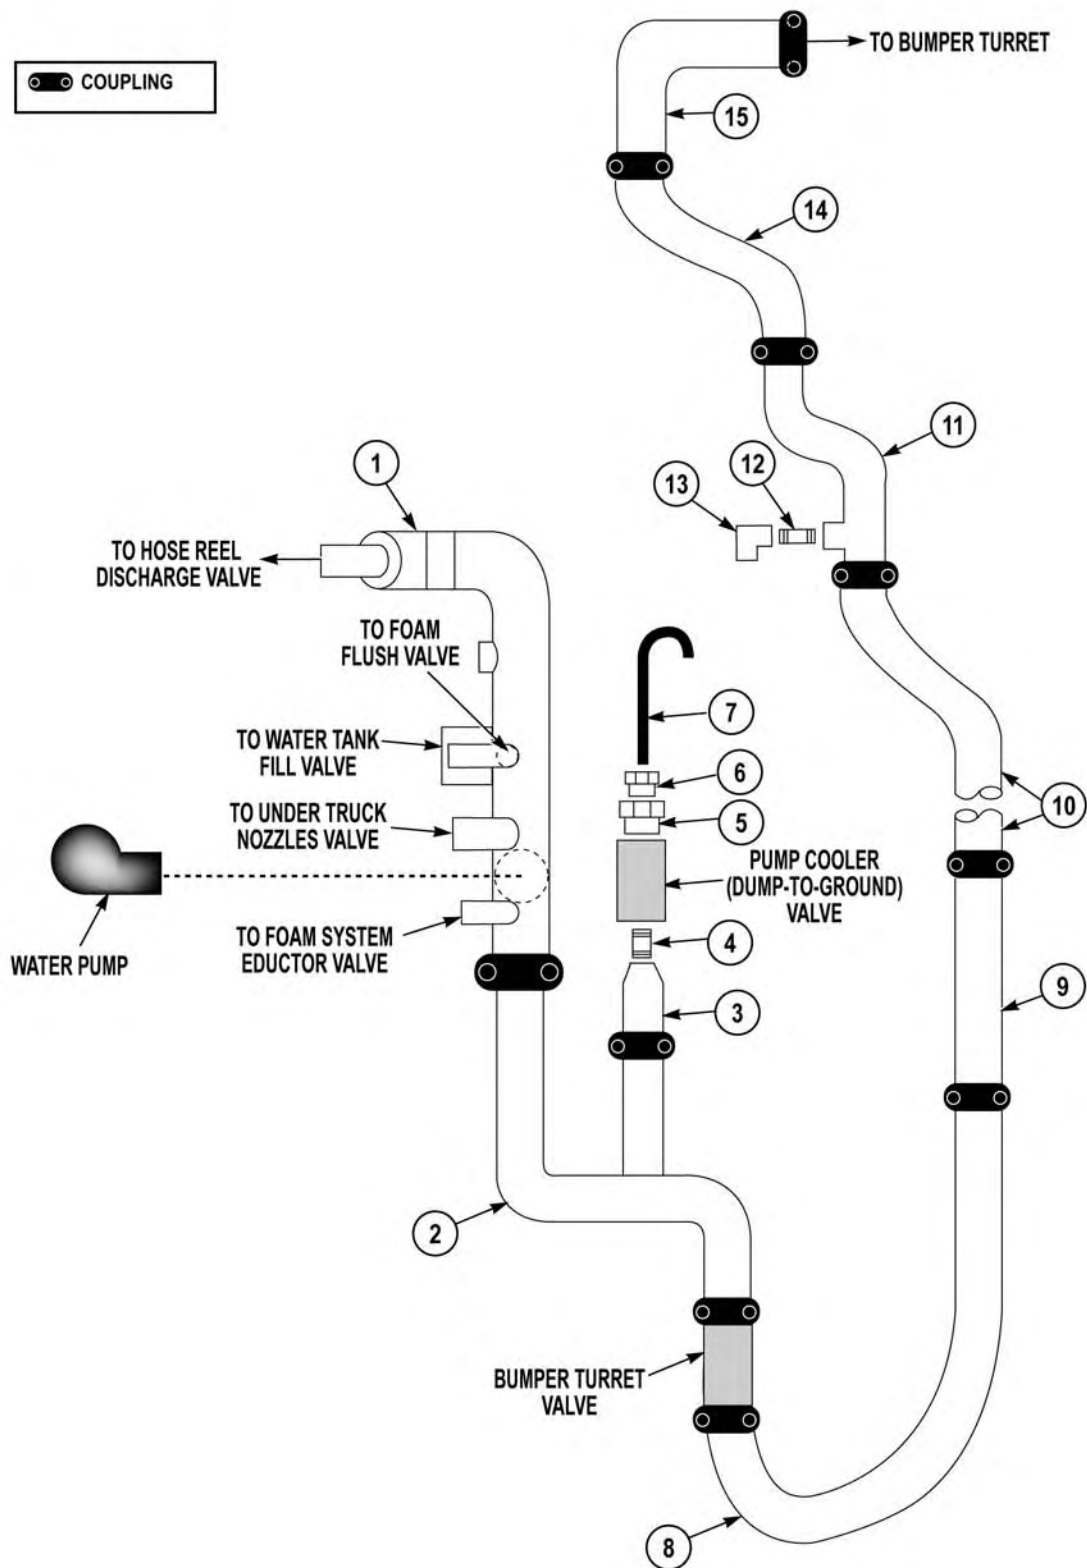 COUPLING
TO BUMPER TURRET
15
14
11
12
13
1
TO HOSE REEL
DISCHARGE VALVE
TO FOAM
FLUSH VALVE
7
TO WATER TANK
FILL VALVE
6
10
5
TO UNDER TRUCK
NOZZLES VALVE
PUMP COOLER
(DUMP-TO-GROUND)
VALVE
4
TO FOAM SYSTEM
EDUCTOR VALVE
WATER PUMP
9
3
2
BUMPER TURRET
VALVE
8